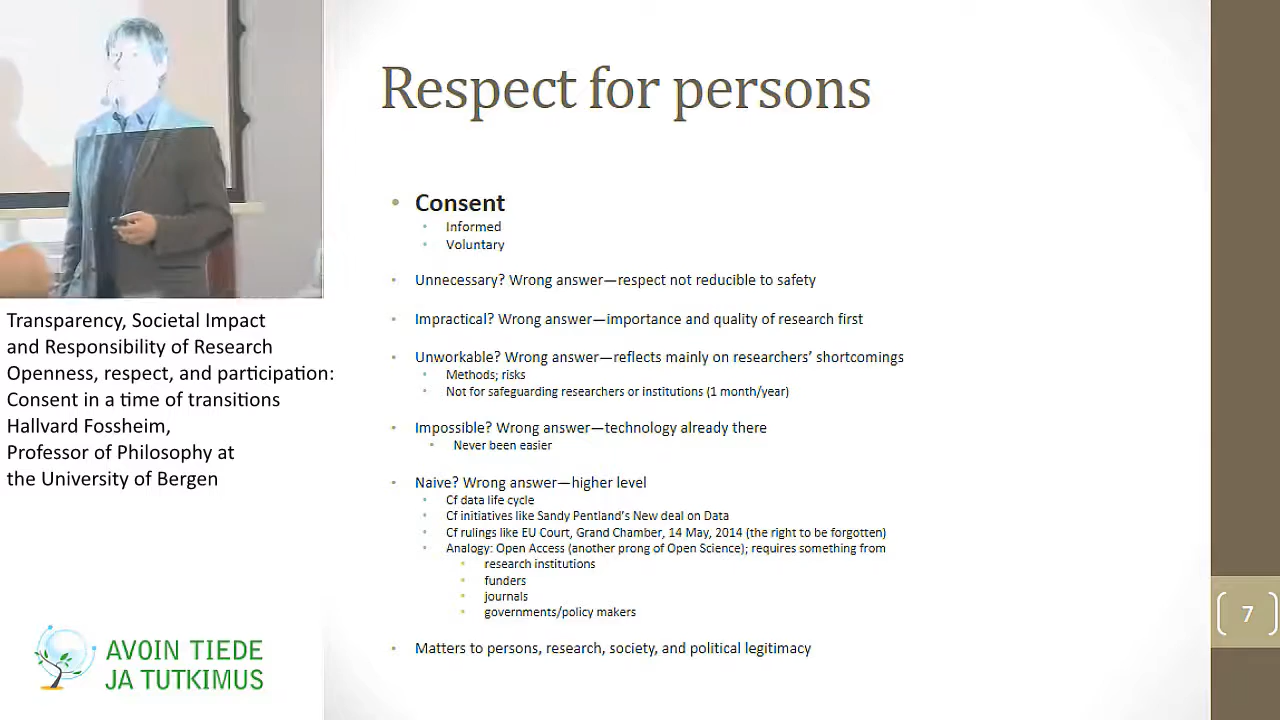 Respect for persons
Consent
Informed
Voluntary
Unnecessary? Wrong answer—respect not reducible to safety
Impractical? Wrong answer—importance and quality of research first
Unworkable? Wrong answer—reflects mainly on researchers’ shortcomings
Methods; risks
Not for safeguarding researchers or institutions (1 month/year)
Impossible? Wrong answer—technology already there
Never been easier
Naive? Wrong answer—higher level
Cf data life cycle
Cf initiatives like Sandy Pentland’s New deal on Data
Cf rulings like EU Court, Grand Chamber, 14 May, 2014 (the right to be forgotten)
Analogy: Open Access (another prong of Open Science); requires something from
research institutions
funders
journals
governments/policy makers
Matters to persons, research, society, and political legitimacy
7
Transparency, Societal Impact
and Responsibility of Research
Openness, respect, and participation:
Consent in a time of transitions
Hallvard Fossheim,
Professor of Philosophy at
the University of Bergen
AVOIN TIEDE
JA TUTKIMUS